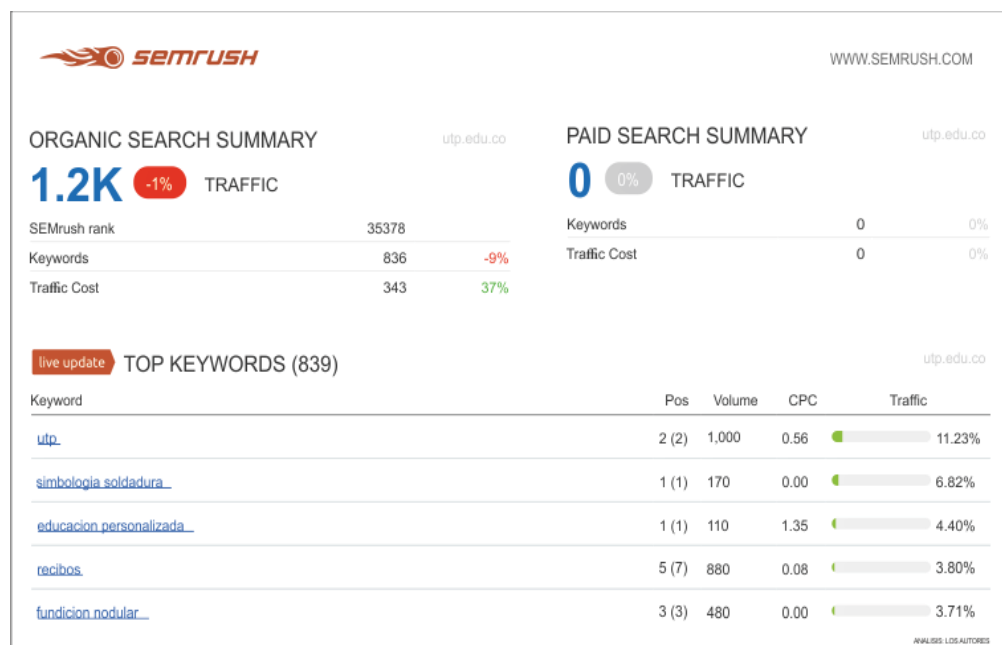 semrush
WWW.SEMRUSH.COM
ORGANIC SEARCH SUMMARY utp.edu.co
1.2K -1% TRAFFIC
SEMrush rank 35378
Keywords 836 -9%
Traffic Cost 343 37%
PAID SEARCH SUMMARY utp.edu.co
0 0% TRAFFIC
Keywords 0 0%
Traffic Cost 0 0%
live update TOP KEYWORDS (839) utp.edu.co
Keyword Pos Volume CPC Traffic
utp 2 (2) 1,000 0.56 11.23%
simbologia soldadura 1 (1) 170 0.00 6.82%
educacion personalizada 1 (1) 110 1.35 4.40%
recibos 5 (7) 880 0.08 3.80%
fundicion nodular 3 (3) 480 0.00 3.71%
ANALISIS: LOS AUTORES